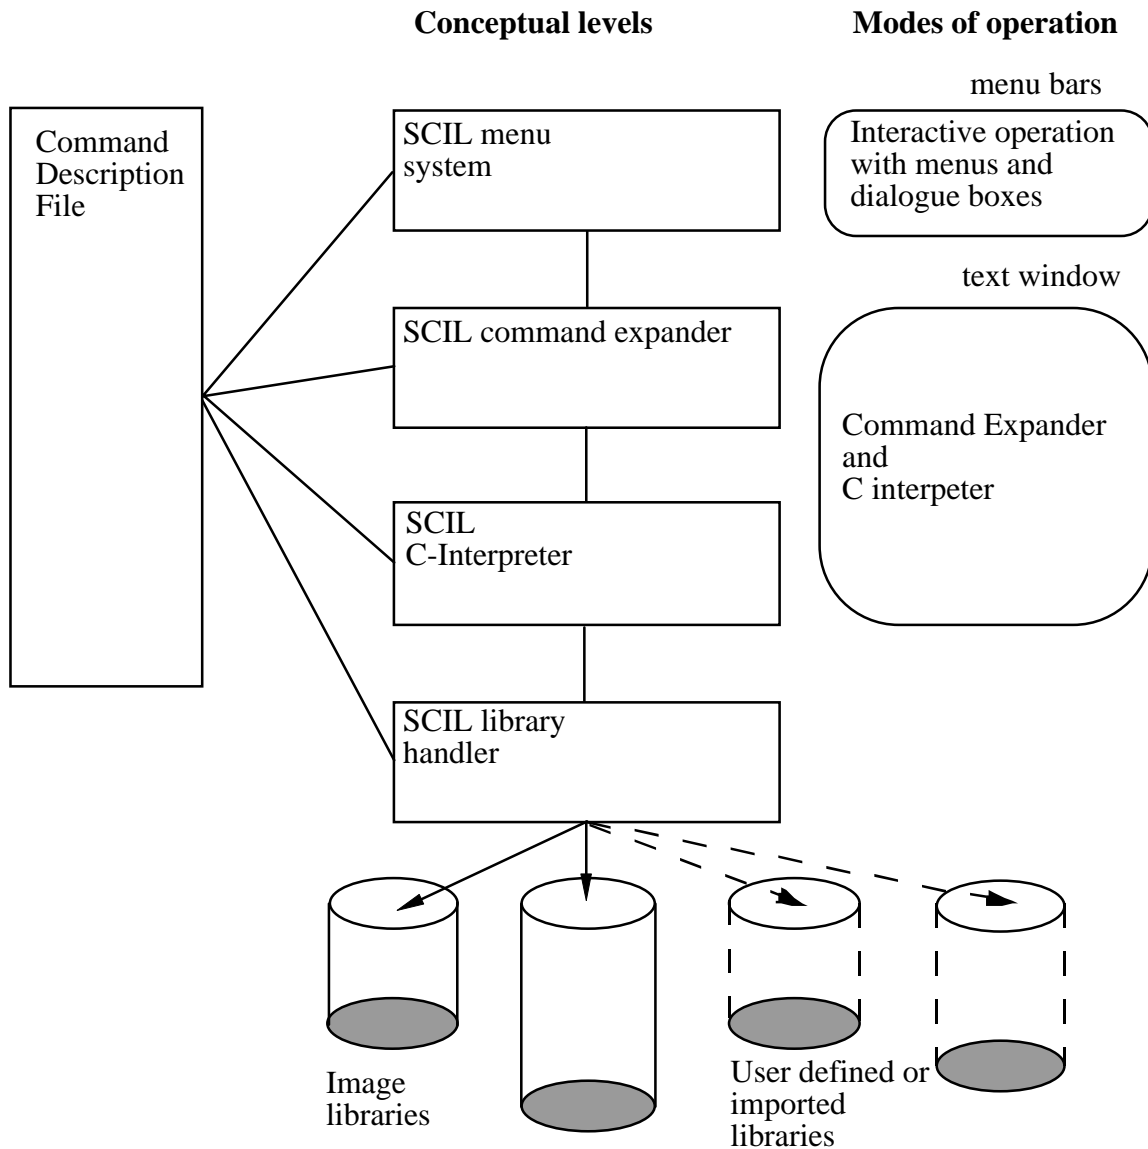 Conceptual levels
Modes of operation
menu bars
Command
Description
File
SCIL menu
system
Interactive operation
with menus and
dialogue boxes
text window
SCIL command expander
Command Expander
and
C interpeter
SCIL
C-Interpreter
SCIL library
handler
Image
libraries
User defined or
imported
libraries